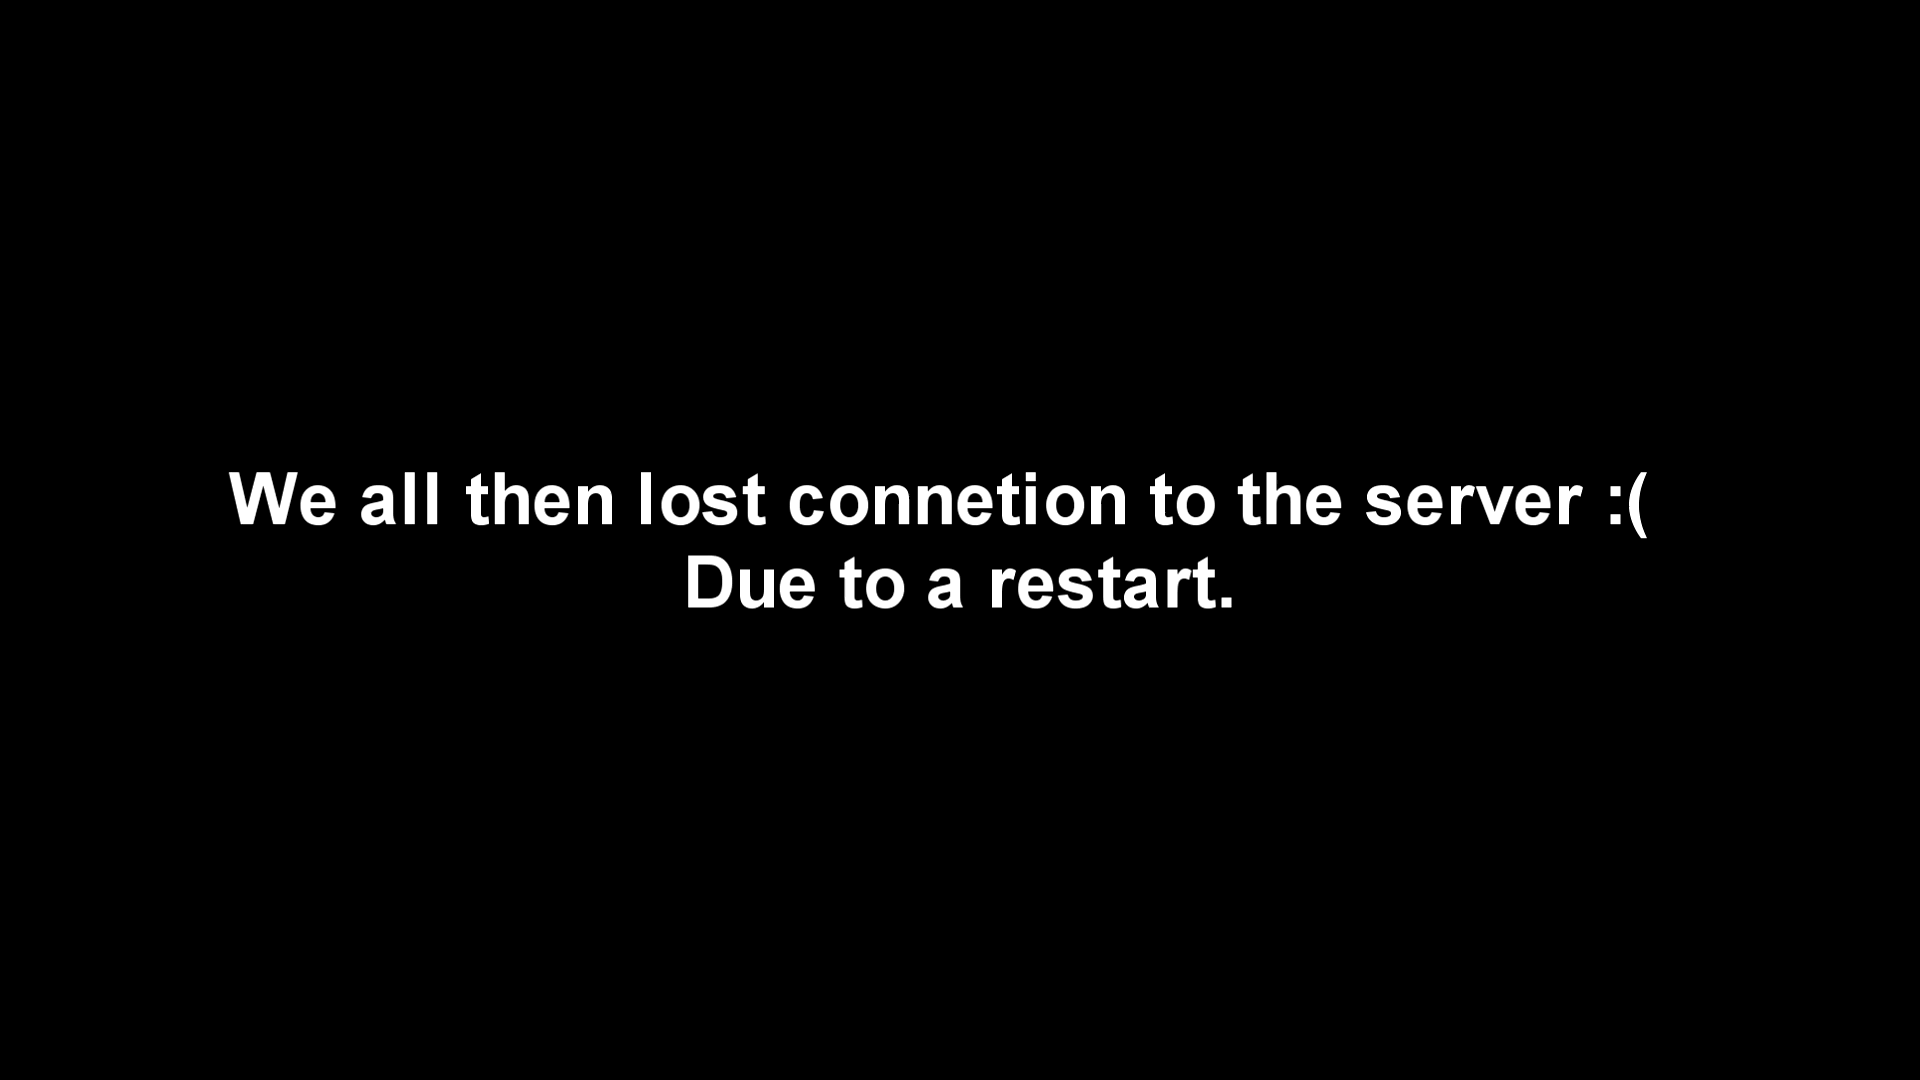 We all then lost connetion to the server :(
Due to a restart.